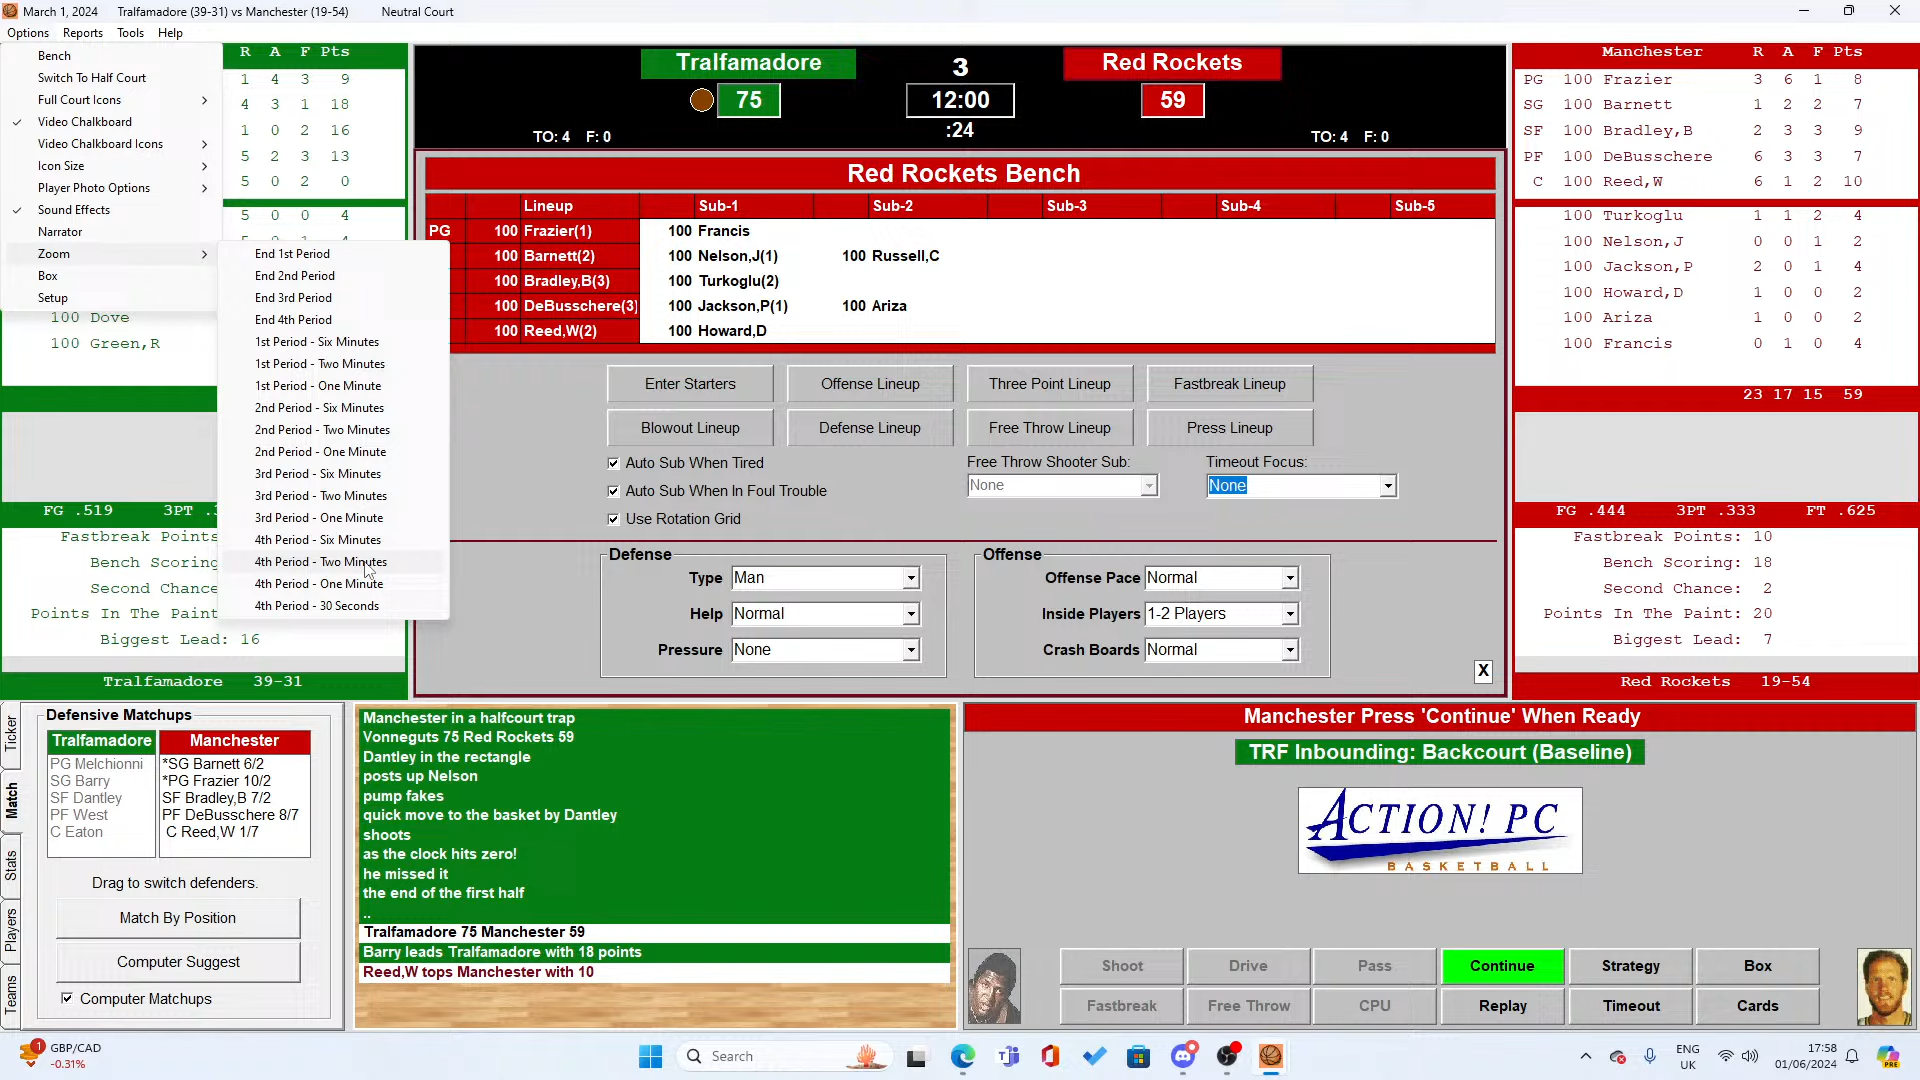 March 1, 2024 Tralfamadore (39-31) vs Manchester (19-54) Neutral Court
Options Reports Tools Help
Bench
Switch To Half Court
Full Court Icons
Video Chalkboard
Video Chalkboard Icons
Icon Size
Player Photo Options
Sound Effects
Narrator
Zoom
Box
Setup
End 1st Period
End 2nd Period
End 3rd Period
End 4th Period
1st Period - Six Minutes
1st Period - Two Minutes
1st Period - One Minute
2nd Period - Six Minutes
2nd Period - Two Minutes
2nd Period - One Minute
3rd Period - Six Minutes
3rd Period - Two Minutes
3rd Period - One Minute
4th Period - Six Minutes
4th Period - Two Minutes
4th Period - One Minute
4th Period - 30 Seconds
R A F Pts
1 4 3 9
4 3 1 18
1 0 2 16
5 2 3 13
5 0 2 0
5 0 0 4
100 Dove
100 Green,R
FG .519 3PT
Fastbreak Points
Bench Scoring
Second Chance
Points In The Paint
Biggest Lead: 16
Tralfamadore 39-31
Tralfamadore 3 Red Rockets
75 12:00 59
:24
TO: 4 F: 0 TO: 4 F: 0
Red Rockets Bench
Lineup Sub-1 Sub-2 Sub-3 Sub-4 Sub-5
PG 100 Frazier(1) 100 Francis
100 Barnett(2) 100 Nelson,J(1) 100 Russell,C
100 Bradley,B(3) 100 Turkoglu(2)
100 DeBusschere(3) 100 Jackson,P(1) 100 Ariza
100 Reed,W(2) 100 Howard,D
Enter Starters Offense Lineup Three Point Lineup Fastbreak Lineup
Blowout Lineup Defense Lineup Free Throw Lineup Press Lineup
Auto Sub When Tired
Auto Sub When In Foul Trouble
Use Rotation Grid
Free Throw Shooter Sub:
None
Timeout Focus:
None
Defense
Type Man
Help Normal
Pressure None
Offense
Offense Pace Normal
Inside Players 1-2 Players
Crash Boards Normal
X
Manchester R A F Pts
PG 100 Frazier 3 6 1 8
SG 100 Barnett 1 2 2 7
SF 100 Bradley,B 2 3 3 9
PF 100 DeBusschere 6 3 3 7
C 100 Reed,W 6 1 2 10
100 Turkoglu 1 1 2 4
100 Nelson,J 0 0 1 2
100 Jackson,P 2 0 1 4
100 Howard,D 1 0 0 2
100 Ariza 1 0 0 2
100 Francis 0 1 0 4
23 17 15 59
FG .444 3PT .333 FT .625
Fastbreak Points: 10
Bench Scoring: 18
Second Chance: 2
Points In The Paint: 20
Biggest Lead: 7
Red Rockets 19-54
Ticker
Match
Stats
Players
Teams
Defensive Matchups
Tralfamadore Manchester
PG Melchionni *SG Barnett 6/2
SG Barry *PG Frazier 10/2
SF Dantley SF Bradley,B 7/2
PF West PF DeBusschere 8/7
C Eaton C Reed,W 1/7
Drag to switch defenders.
Match By Position
Computer Suggest
Computer Matchups
Manchester in a halfcourt trap
Vonneguts 75 Red Rockets 59
Dantley in the rectangle
posts up Nelson
pump fakes
quick move to the basket by Dantley
shoots
as the clock hits zero!
he missed it
the end of the first half
..
Tralfamadore 75 Manchester 59
Barry leads Tralfamadore with 18 points
Reed,W tops Manchester with 10
Manchester Press 'Continue' When Ready
TRF Inbounding: Backcourt (Baseline)
ACTION! PC
BASKETBALL
Shoot Drive Pass Continue Strategy Box
Fastbreak Free Throw CPU Replay Timeout Cards
1
GBP/CAD
-0.31%
Search
ENG
UK
17:58
01/06/2024
PRE